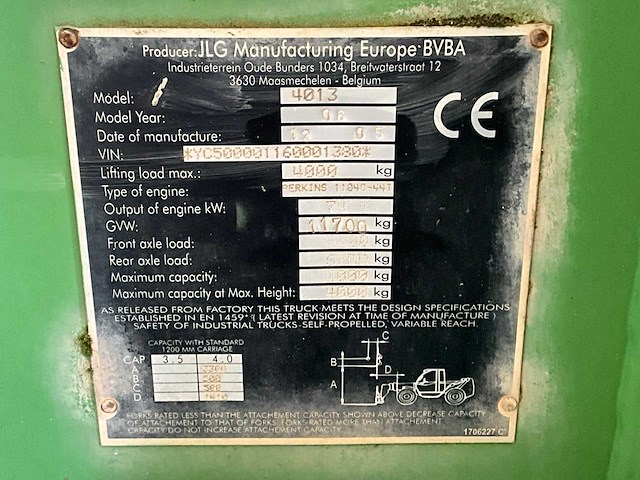 Producer: JLG Manufacturing Europe BVBA
Industrieterrein Oude Bunders 1034, Breitwaterstraat 12
3630 Maasmechelen - Belgium
CE
Model: 4013
Model Year: 06
Date of manufacture: 12 05
VIN: *YC500001160001380*
Lifting load max.: 4000 kg
Type of engine: PERKINS 1104C-44T
Output of engine kW:
GVW: 11700 kg
Front axle load: kg
Rear axle load: kg
Maximum capacity: 4000 kg
Maximum capacity at Max. Height: 4000 kg
AS RELEASED FROM FACTORY THIS TRUCK MEETS THE DESIGN SPECIFICATIONS
ESTABLISHED IN EN 1459* (LATEST REVISION AT TIME OF MANUFACTURE)
SAFETY OF INDUSTRIAL TRUCKS-SELF-PROPELLED, VARIABLE REACH.
CAPACITY WITH STANDARD
1200 MM CARRIAGE
CAP 3.5 4.0
A
B 500
C 500
D
C
B
D
A
FORKS RATED LESS THAN THE ATTACHEMENT CAPACITY SHOWN ABOVE DECREASE CAPACITY
OF ATTACHEMENT TO THAT OF FORKS. FORKS RATED MORE THAN ATTACHEMENT
CAPACITY DO NOT INCREASE ATTACHEMENT CAPACITY.
1706227 C